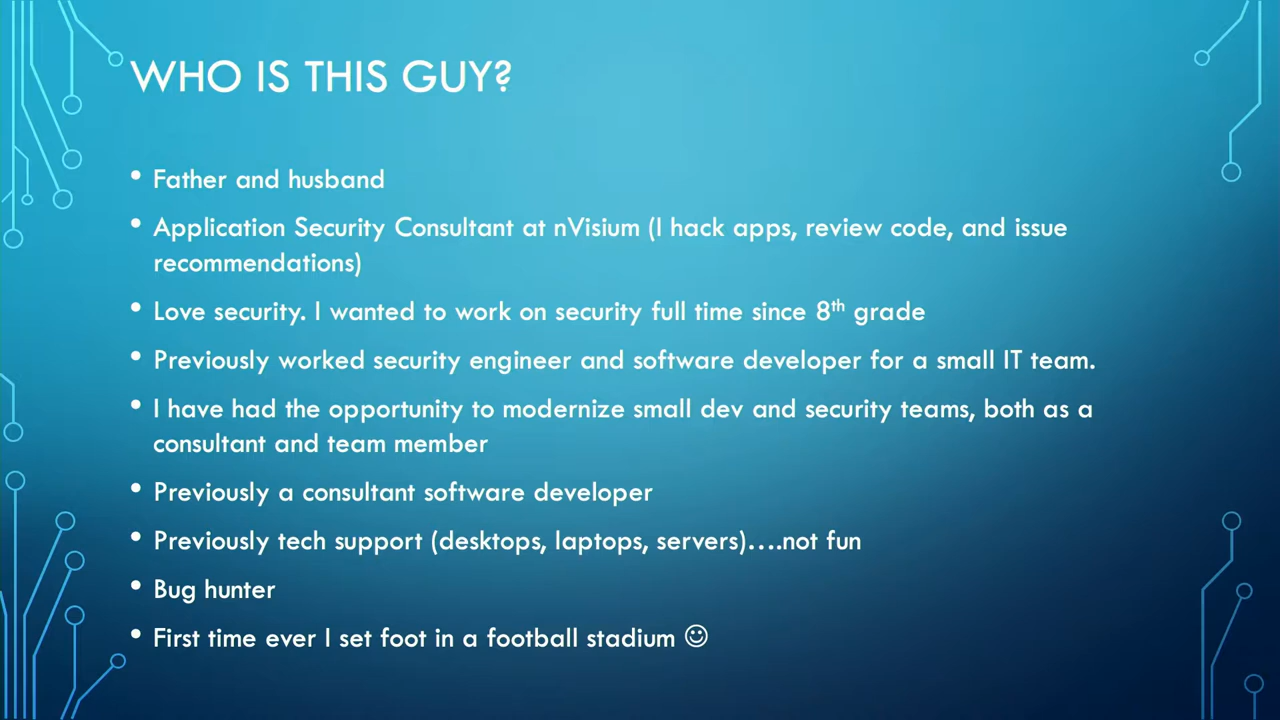 WHO IS THIS GUY?
• Father and husband
• Application Security Consultant at nVisium (I hack apps, review code, and issue
recommendations)
• Love security. I wanted to work on security full time since 8th grade
• Previously worked security engineer and software developer for a small IT team.
• I have had the opportunity to modernize small dev and security teams, both as a
consultant and team member
• Previously a consultant software developer
• Previously tech support (desktops, laptops, servers)....not fun
• Bug hunter
• First time ever I set foot in a football stadium ☺